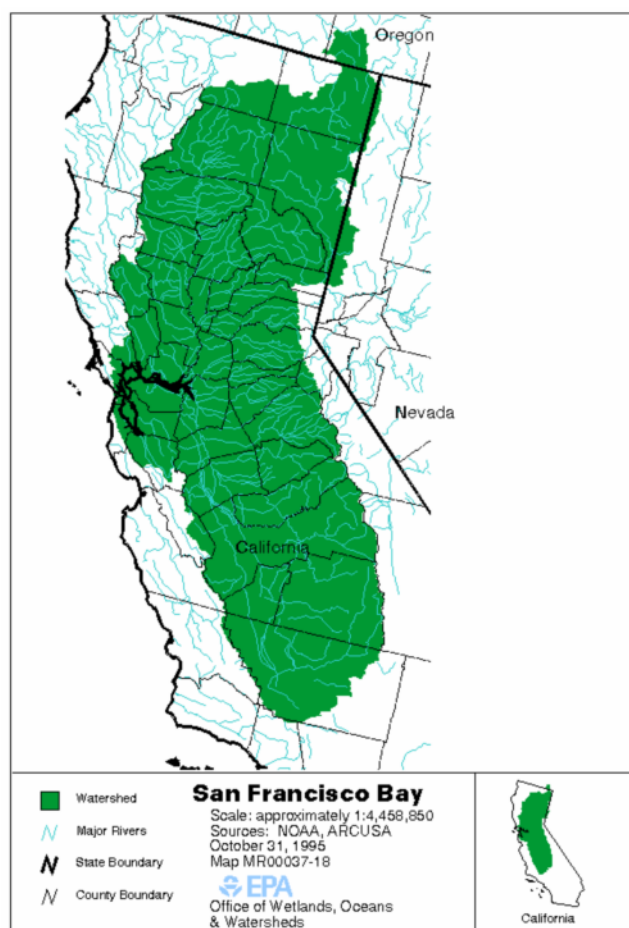 Oregon
Nevada
California
Watershed
Major Rivers
State Boundary
County Boundary
San Francisco Bay
Scale: approximately 1:4,458,850
Sources: NOAA, ARCUSA
October 31, 1995
Map MR00037-18
EPA
Office of Wetlands, Oceans
& Watersheds
California